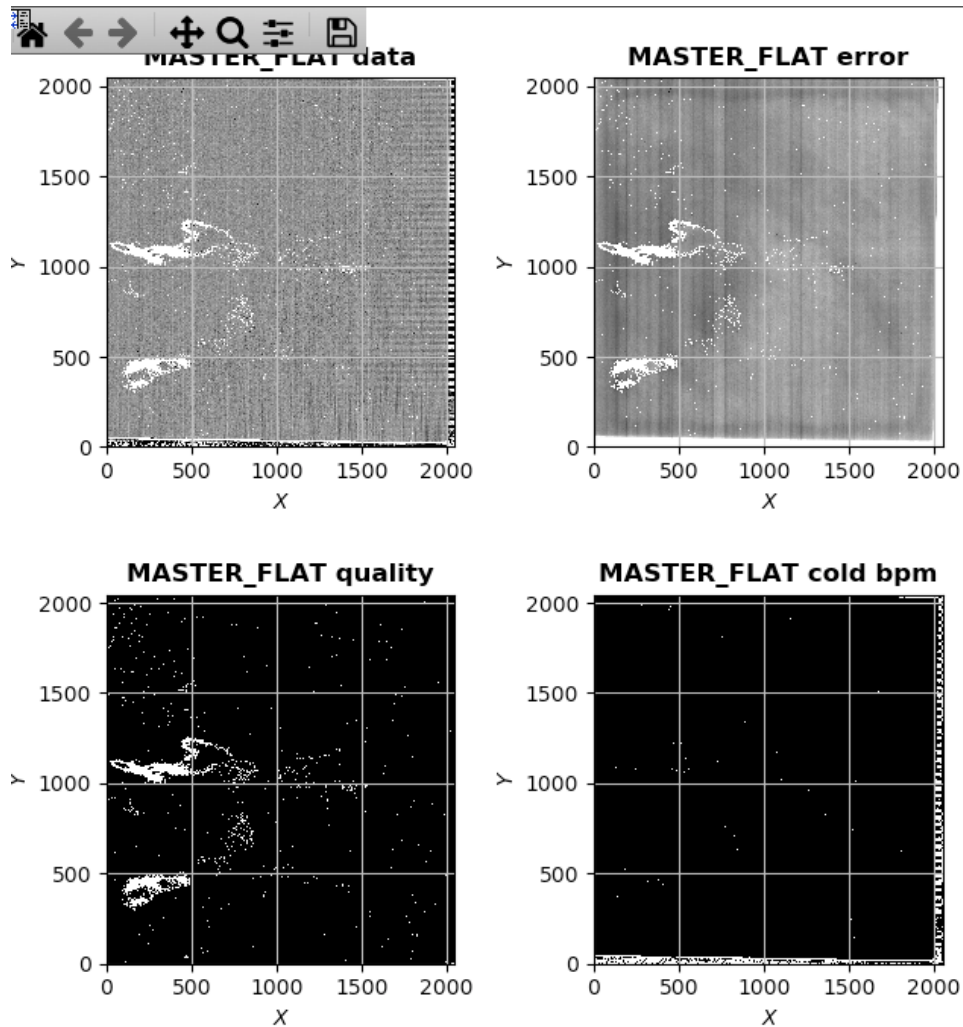 MASTER_FLAT data
2000
1500
1000
500
0
Y
0 500 1000 1500 2000
X
MASTER_FLAT error
2000
1500
1000
500
0
Y
0 500 1000 1500 2000
X
MASTER_FLAT quality
2000
1500
1000
500
0
Y
0 500 1000 1500 2000
X
MASTER_FLAT cold bpm
2000
1500
1000
500
0
Y
0 500 1000 1500 2000
X